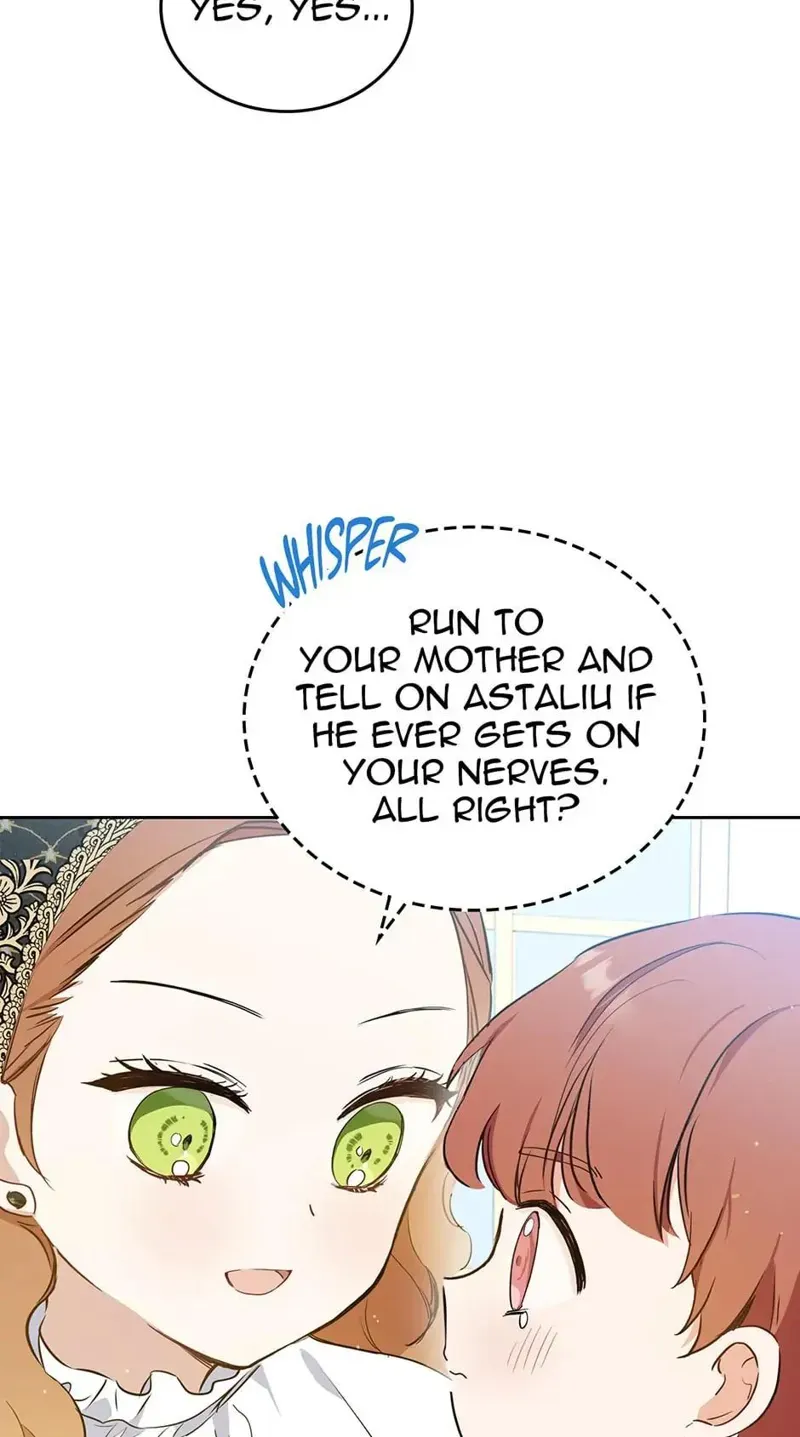 YES, YES...
WHISPER
RUN TO
YOUR MOTHER AND
TELL ON ASTALIU IF
HE EVER GETS ON
YOUR NERVES.
ALL RIGHT?